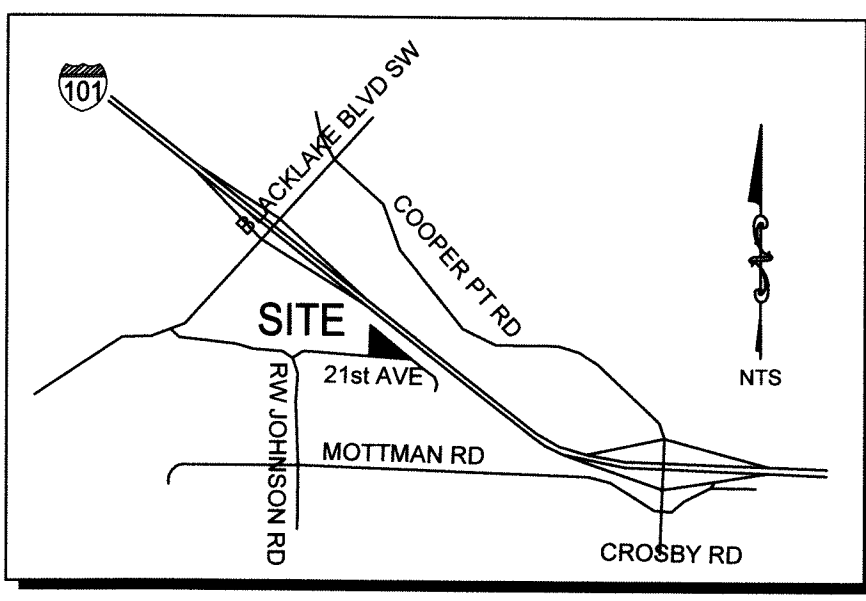 101
BLACKLAKE BLVD SW
COOPER PT RD
SITE
21st AVE
NTS
RW JOHNSON RD
MOTTMAN RD
CROSBY RD